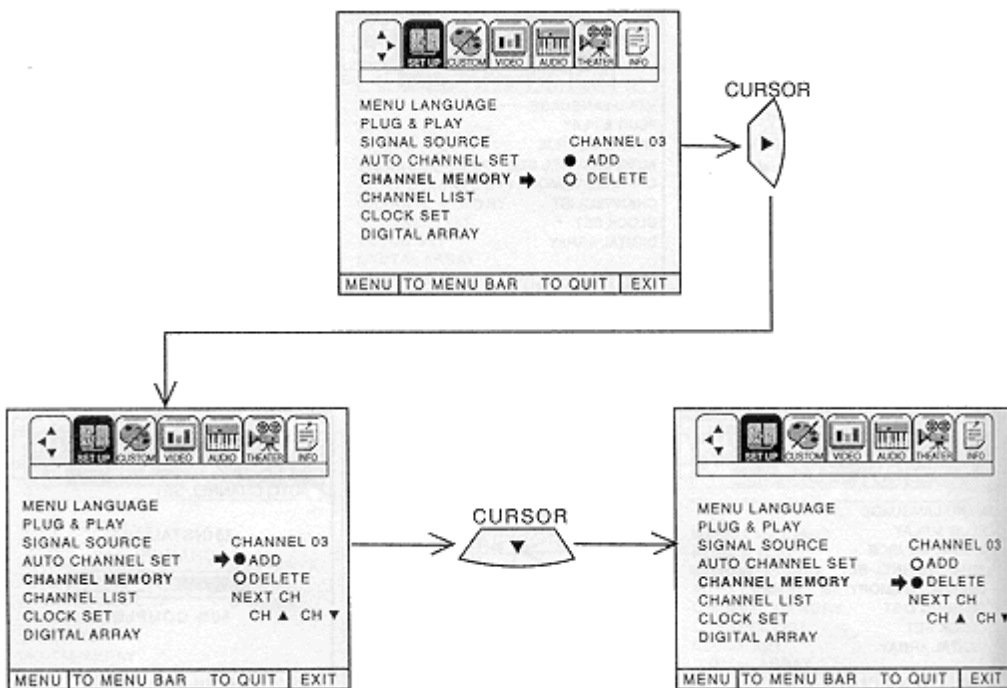 SET UP CUSTOM VIDEO AUDIO THEATER INFO
MENU LANGUAGE
PLUG & PLAY
SIGNAL SOURCE CHANNEL 03
AUTO CHANNEL SET ● ADD
CHANNEL MEMORY ➡ ○ DELETE
CHANNEL LIST
CLOCK SET
DIGITAL ARRAY
MENU TO MENU BAR TO QUIT EXIT
CURSOR
SET UP CUSTOM VIDEO AUDIO THEATER INFO
MENU LANGUAGE
PLUG & PLAY
SIGNAL SOURCE CHANNEL 03
AUTO CHANNEL SET ➡ ● ADD
CHANNEL MEMORY ○ DELETE
CHANNEL LIST NEXT CH
CLOCK SET CH ▲ CH ▼
DIGITAL ARRAY
MENU TO MENU BAR TO QUIT EXIT
CURSOR
SET UP CUSTOM VIDEO AUDIO THEATER INFO
MENU LANGUAGE
PLUG & PLAY
SIGNAL SOURCE CHANNEL 03
AUTO CHANNEL SET ○ ADD
CHANNEL MEMORY ➡ ● DELETE
CHANNEL LIST NEXT CH
CLOCK SET CH ▲ CH ▼
DIGITAL ARRAY
MENU TO MENU BAR TO QUIT EXIT